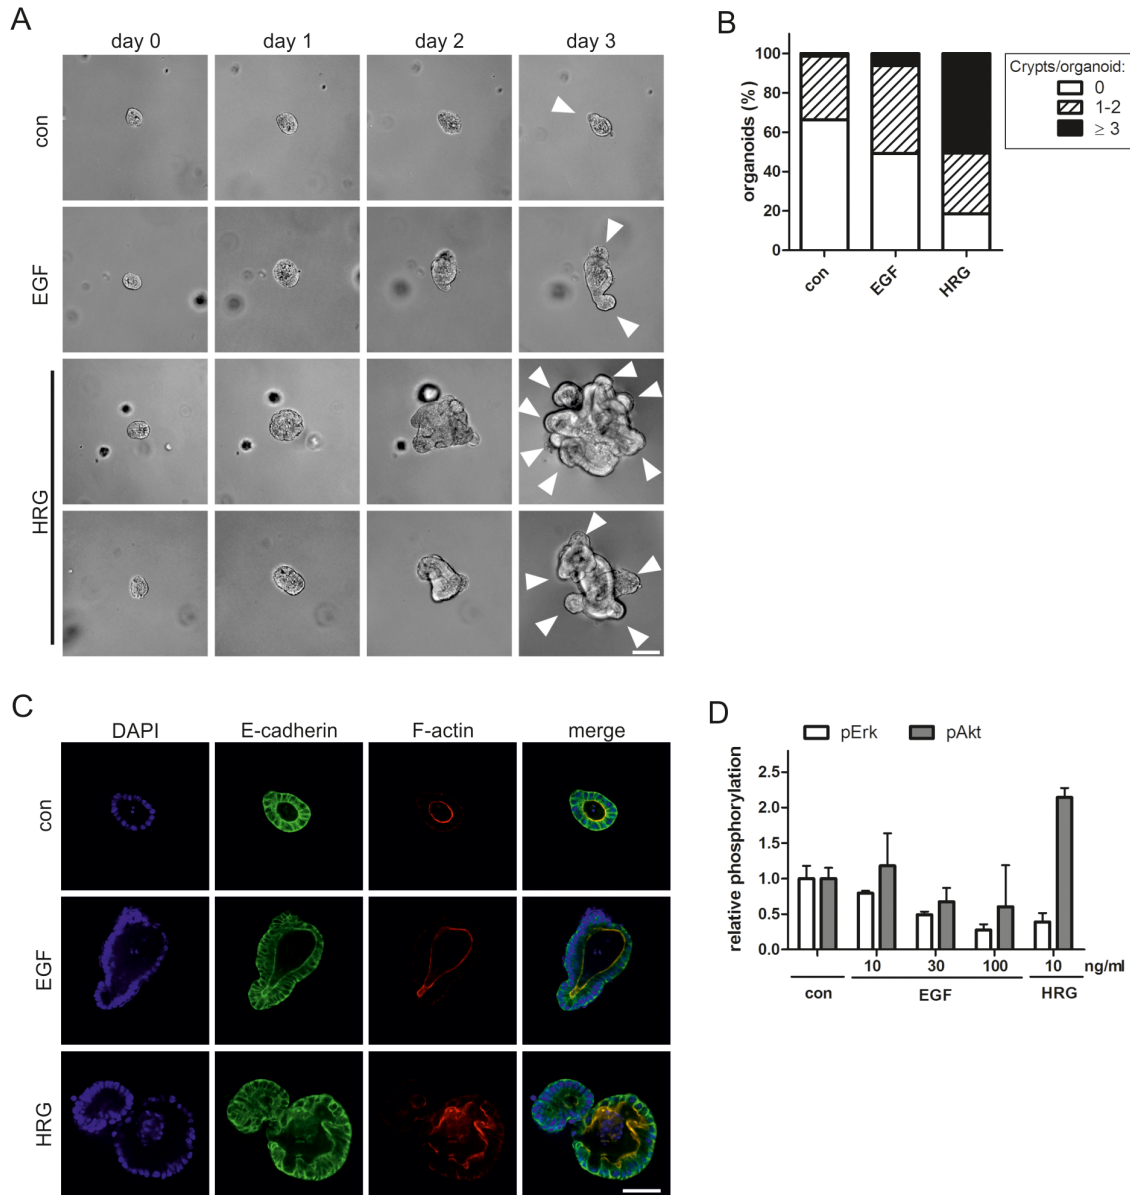 A
day 0 day 1 day 2 day 3
con
EGF
HRG
B
organoids (%)
100
80
60
40
20
0
con EGF HRG
Crypts/organoid:
0
1-2
≥ 3
C
DAPI E-cadherin F-actin merge
con
EGF
HRG
D
pErk pAkt
relative phosphorylation
2.5
2.0
1.5
1.0
0.5
0.0
10 30 100 10 ng/ml
con EGF HRG